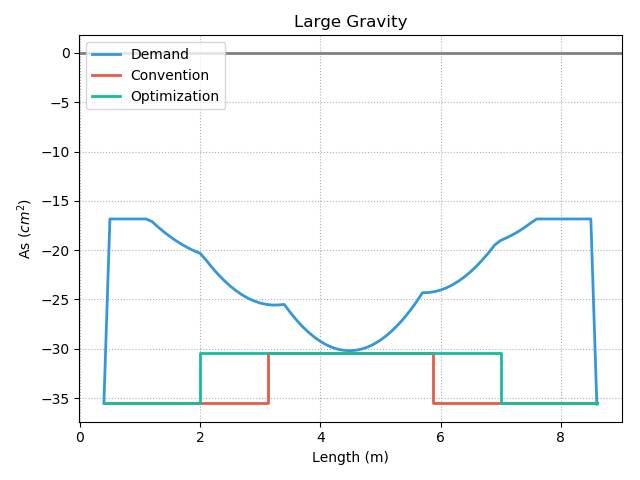 Large Gravity
Demand
Convention
Optimization
0
−5
−10
−15
−20
−25
−30
−35
As (cm²)
0 2 4 6 8
Length (m)